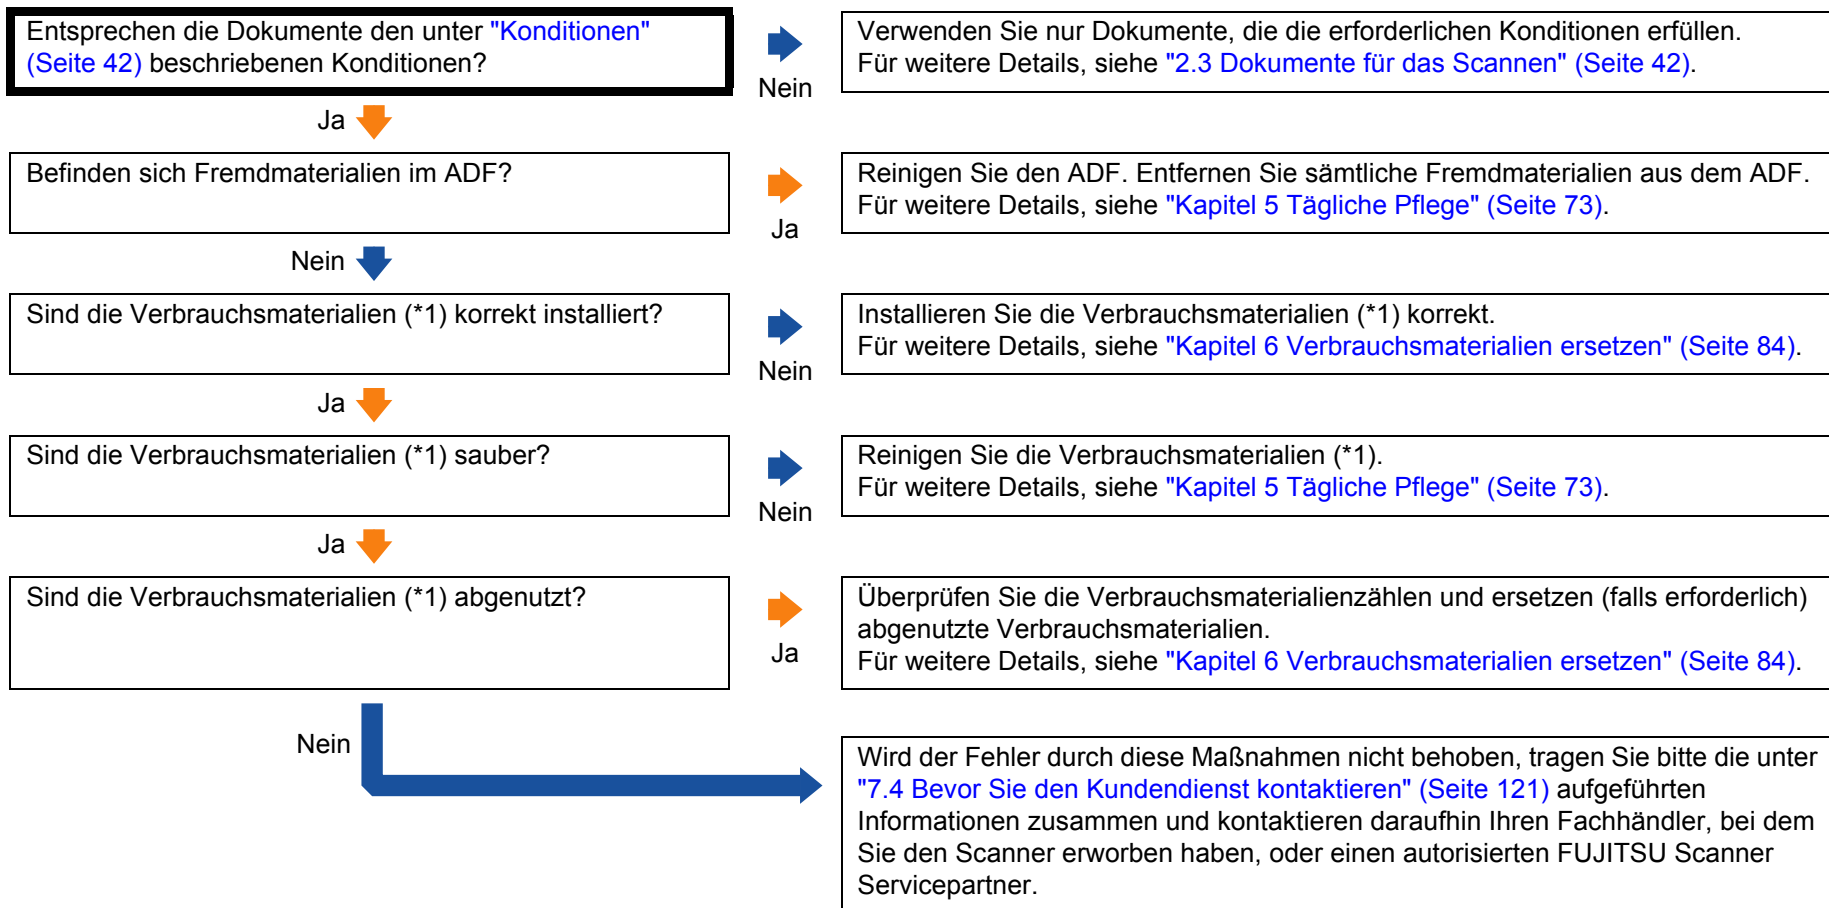 Entsprechen die Dokumente den unter "Konditionen"
(Seite 42) beschriebenen Konditionen?
Nein
Verwenden Sie nur Dokumente, die die erforderlichen Konditionen erfüllen.
Für weitere Details, siehe "2.3 Dokumente für das Scannen" (Seite 42).
Ja
Befinden sich Fremdmaterialien im ADF?
Ja
Reinigen Sie den ADF. Entfernen Sie sämtliche Fremdmaterialien aus dem ADF.
Für weitere Details, siehe "Kapitel 5 Tägliche Pflege" (Seite 73).
Nein
Sind die Verbrauchsmaterialien (*1) korrekt installiert?
Nein
Installieren Sie die Verbrauchsmaterialien (*1) korrekt.
Für weitere Details, siehe "Kapitel 6 Verbrauchsmaterialien ersetzen" (Seite 84).
Ja
Sind die Verbrauchsmaterialien (*1) sauber?
Nein
Reinigen Sie die Verbrauchsmaterialien (*1).
Für weitere Details, siehe "Kapitel 5 Tägliche Pflege" (Seite 73).
Ja
Sind die Verbrauchsmaterialien (*1) abgenutzt?
Ja
Überprüfen Sie die Verbrauchsmaterialienzählen und ersetzen (falls erforderlich)
abgenutzte Verbrauchsmaterialien.
Für weitere Details, siehe "Kapitel 6 Verbrauchsmaterialien ersetzen" (Seite 84).
Nein
Wird der Fehler durch diese Maßnahmen nicht behoben, tragen Sie bitte die unter
"7.4 Bevor Sie den Kundendienst kontaktieren" (Seite 121) aufgeführten
Informationen zusammen und kontaktieren daraufhin Ihren Fachhändler, bei dem
Sie den Scanner erworben haben, oder einen autorisierten FUJITSU Scanner
Servicepartner.